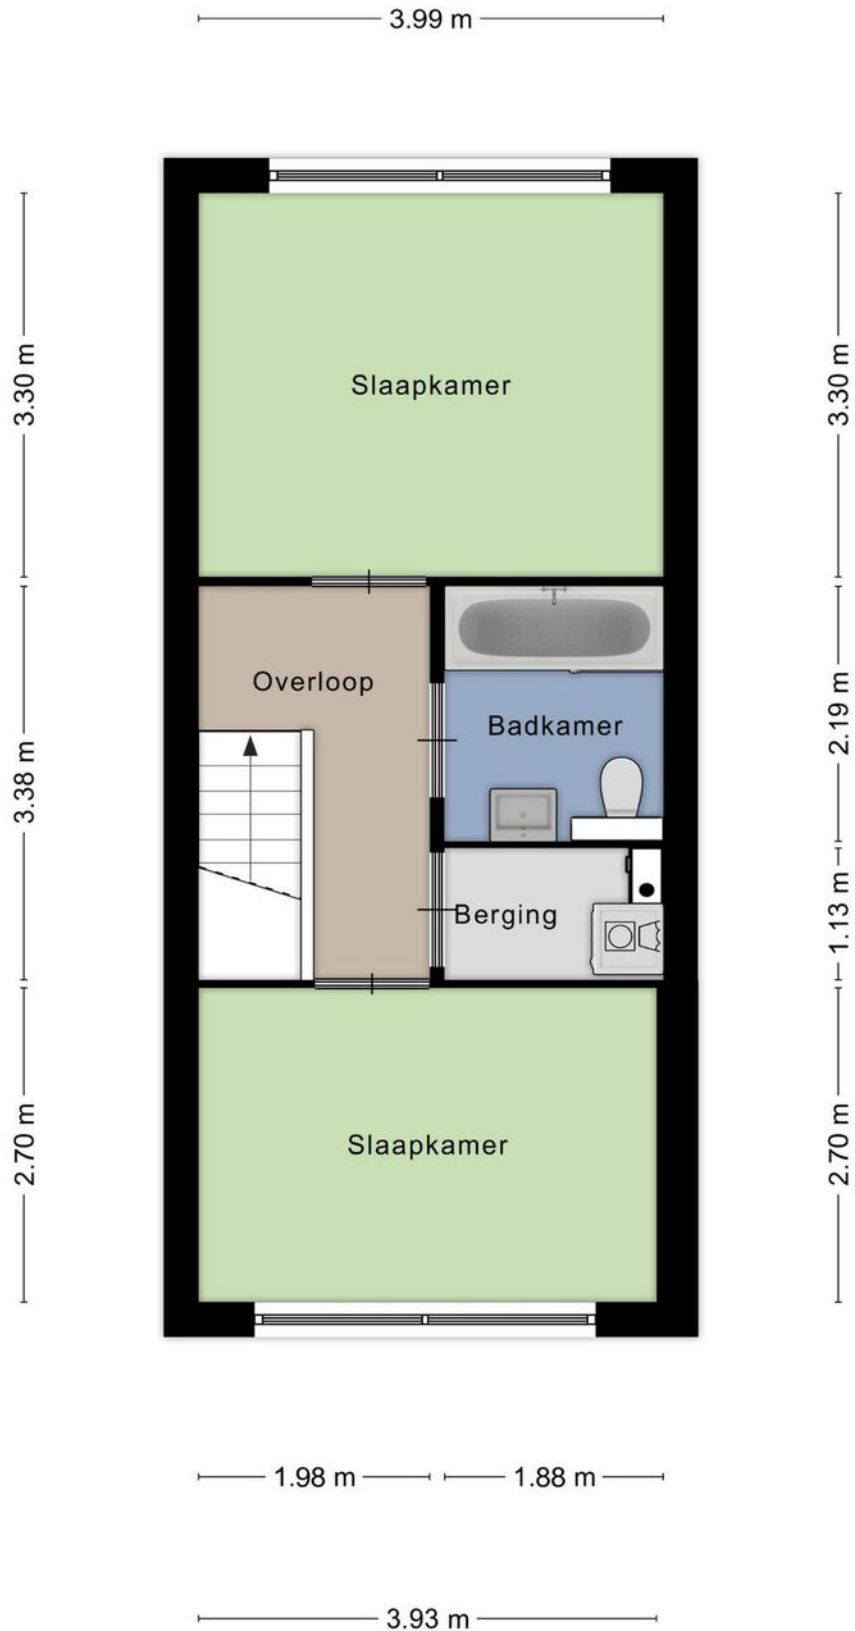 3.99 m
3.30 m
3.30 m
Slaapkamer
Overloop
2.19 m
Badkamer
3.38 m
1.13 m
Berging
2.70 m
2.70 m
Slaapkamer
1.98 m
1.88 m
3.93 m